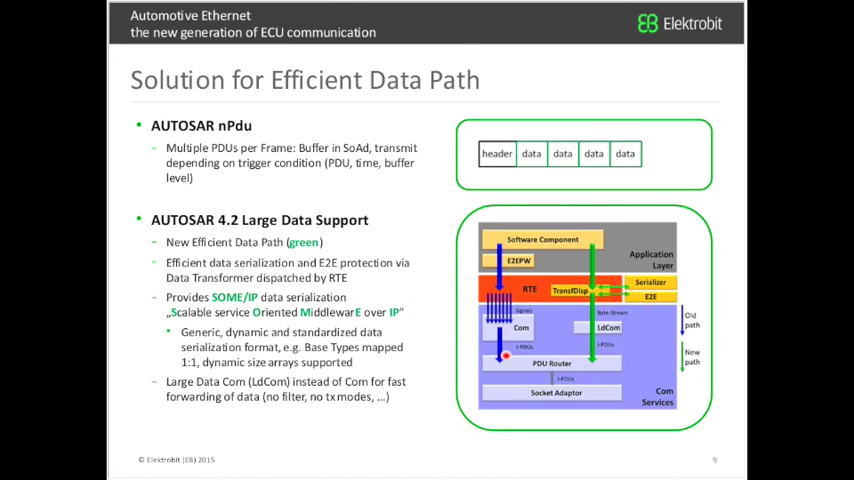 Automotive Ethernet
the new generation of ECU communication
EB Elektrobit
Solution for Efficient Data Path
• AUTOSAR nPdu
– Multiple PDUs per Frame: Buffer in SoAd, transmit
depending on trigger condition (PDU, time, buffer
level)
header data data data data
• AUTOSAR 4.2 Large Data Support
– New Efficient Data Path (green)
– Efficient data serialization and E2E protection via
Data Transformer dispatched by RTE
– Provides SOME/IP data serialization
„Scalable service Oriented MiddlewarE over IP“
• Generic, dynamic and standardized data
serialization format, e.g. Base Types mapped
1:1, dynamic size arrays supported
– Large Data Com (LdCom) instead of Com for fast
forwarding of data (no filter, no tx modes, ...)
Software Component
E2EPW
Application
Layer
RTE
TransfDisp
Serializer
E2E
Signals
Byte-Stream
Com
LdCom
I-PDUs
I-PDUs
PDU Router
I-PDUs
Socket Adaptor
Com
Services
Old
path
New
path
© Elektrobit (EB) 2015
9